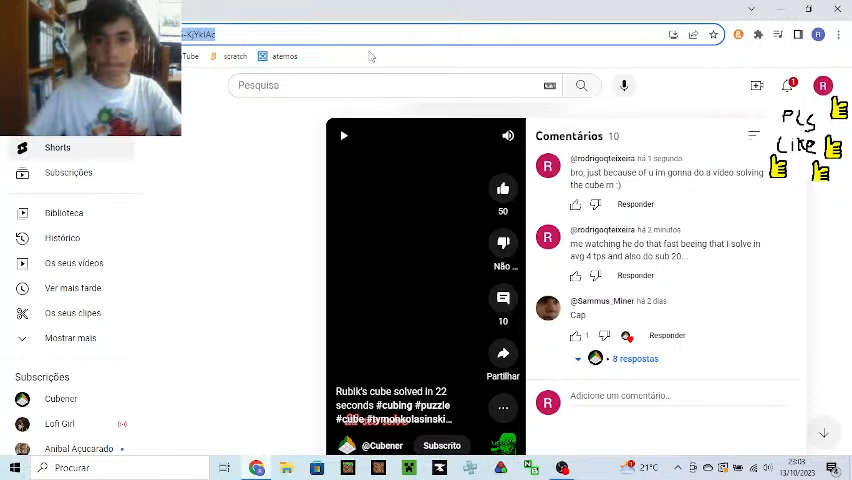 -KjYkIAc
Tube
scratch
aternos
Pesquisa
1
R
PLS
LIKE
Shorts
Subscrições
Biblioteca
Histórico
Os seus vídeos
Ver mais tarde
Os seus clipes
Mostrar mais
Subscrições
Cubener
Lofi Girl
Anibal Açucarado
50
Não ...
10
Partilhar
Rubik's cube solved in 22
seconds #cubing #puzzle
#cube #tymonkolasinski...
@Cubener
Subscrito
Comentários 10
R
@rodrigoqteixeira há 1 segundo
bro, just because of u im gonna do a video solving
the cube rn :)
Responder
R
@rodrigoqteixeira há 2 minutos
me watching he do that fast beeing that I solve in
avg 4 tps and also do sub 20...
Responder
@Sammus_Miner há 2 dias
Cap
1
Responder
8 respostas
R
Adicione um comentário...
Procurar
21°C
23:03
13/10/2023